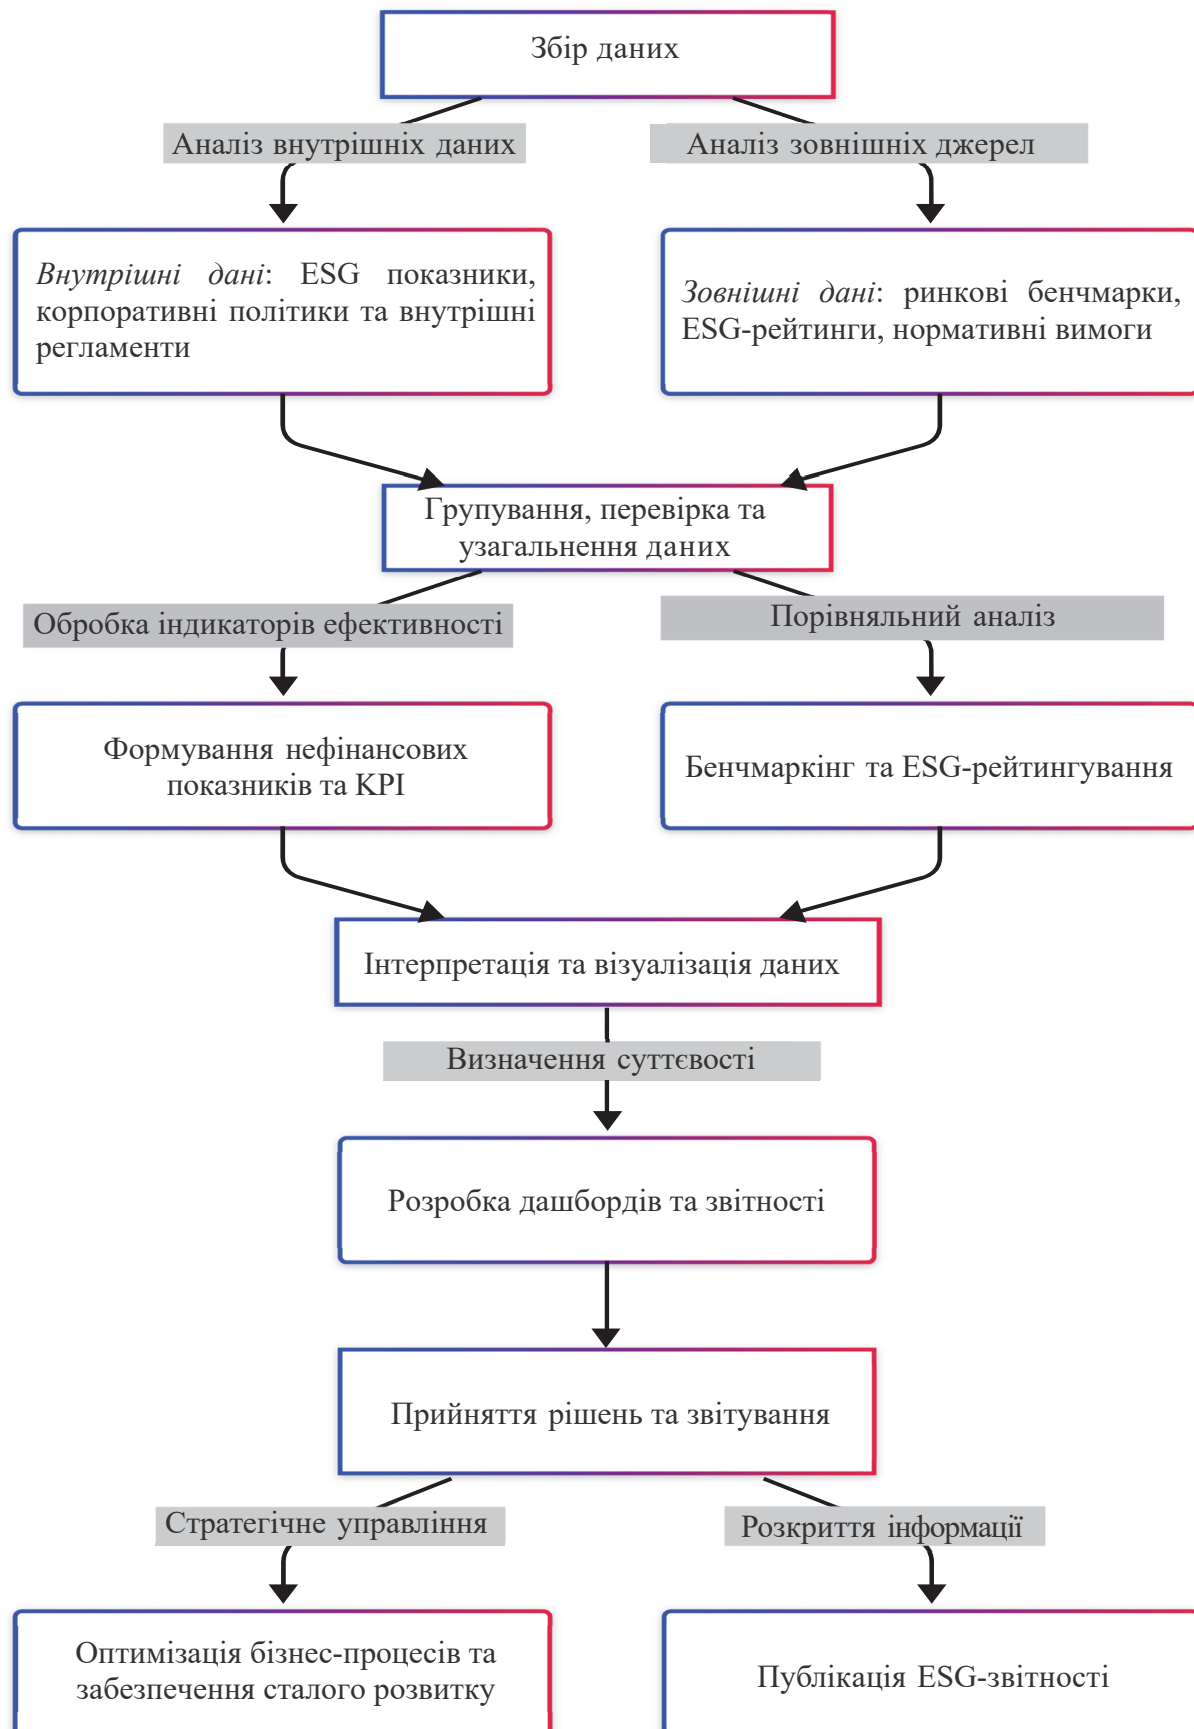 Збір даних
Аналіз внутрішніх даних
Аналіз зовнішніх джерел
Внутрішні дані: ESG показники,
корпоративні політики та внутрішні
регламенти
Зовнішні дані: ринкові бенчмарки,
ESG-рейтинги, нормативні вимоги
Групування, перевірка та
узагальнення даних
Обробка індикаторів ефективності
Порівняльний аналіз
Формування нефінансових
показників та KPI
Бенчмаркінг та ESG-рейтингування
Інтерпретація та візуалізація даних
Визначення суттєвості
Розробка дашбордів та звітності
Прийняття рішень та звітування
Стратегічне управління
Розкриття інформації
Оптимізація бізнес-процесів та
забезпечення сталого розвитку
Публікація ESG-звітності